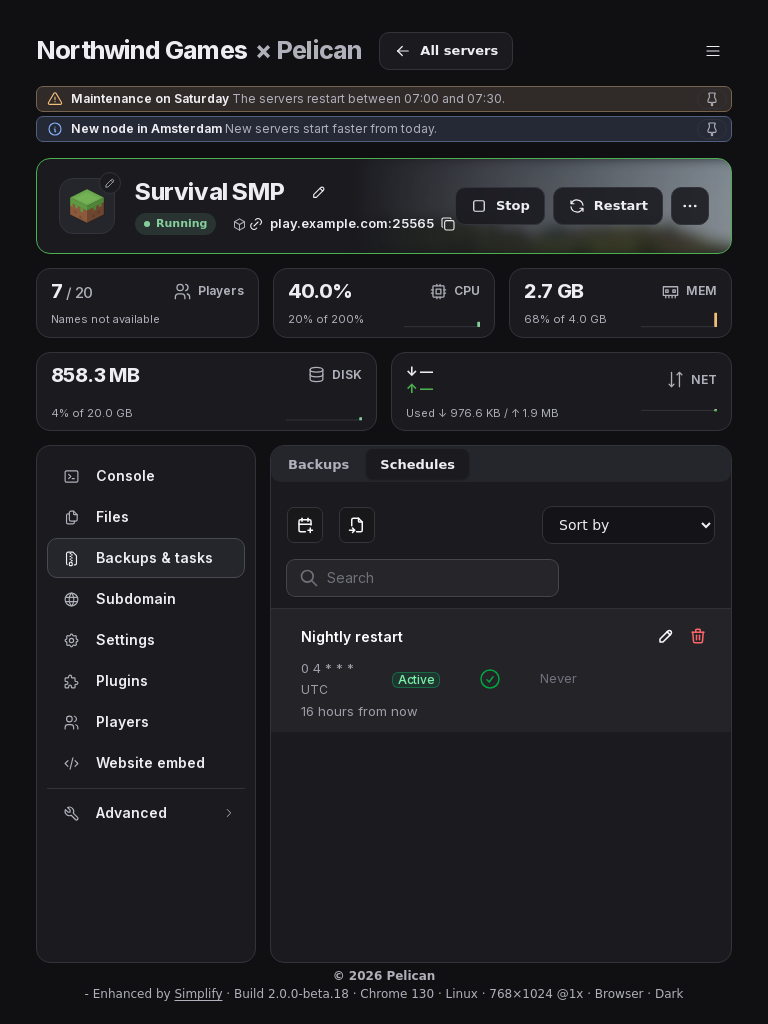 Northwind Games × Pelican
All servers
Maintenance on Saturday The servers restart between 07:00 and 07:30.
New node in Amsterdam New servers start faster from today.
Survival SMP
Running
play.example.com:25565
Stop
Restart
7 / 20
Players
Names not available
40.0%
CPU
20% of 200%
2.7 GB
MEM
68% of 4.0 GB
858.3 MB
DISK
4% of 20.0 GB
↓ —
↑ —
NET
Used ↓ 976.6 KB / ↑ 1.9 MB
Console
Files
Backups & tasks
Subdomain
Settings
Plugins
Players
Website embed
Advanced
Backups
Schedules
Sort by
Search
Nightly restart
0 4 * * *
UTC
Active
Never
16 hours from now
© 2026 Pelican
- Enhanced by Simplify · Build 2.0.0-beta.18 · Chrome 130 · Linux · 768×1024 @1x · Browser · Dark